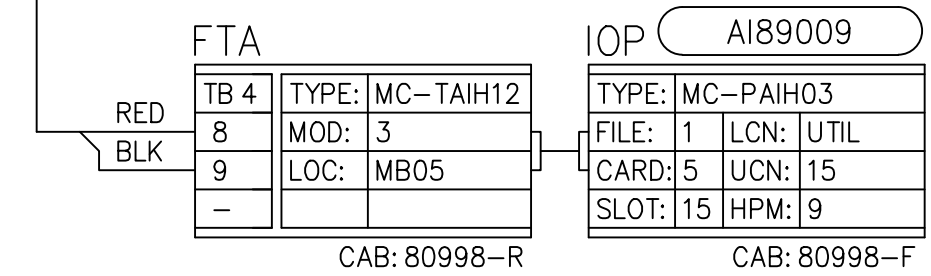 FTA
IOP AI89009
TB 4 TYPE: MC-TAIH12
RED 8 MOD: 3
BLK 9 LOC: MB05
-
CAB: 80998-R
TYPE: MC-PAIH03
FILE: 1 LCN: UTIL
CARD: 5 UCN: 15
SLOT: 15 HPM: 9
CAB: 80998-F